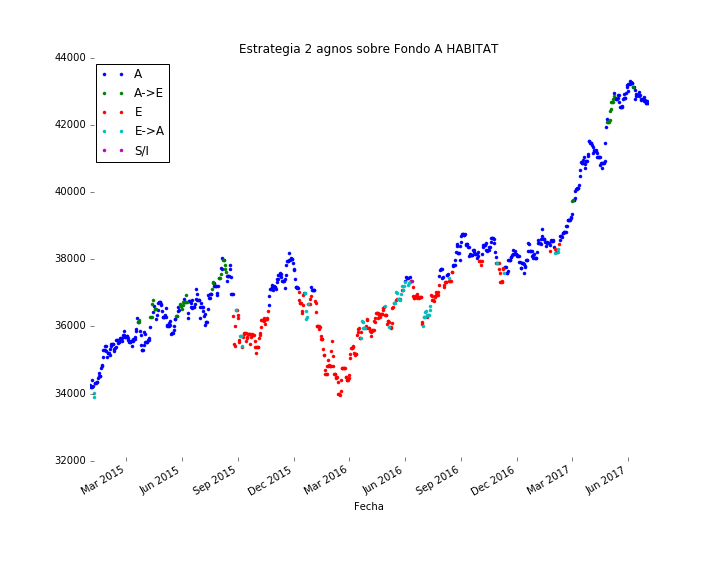 Estrategia 2 agnos sobre Fondo A HABITAT
44000
42000
40000
38000
36000
34000
32000
A
A->E
E
E->A
S/I
Mar 2015
Jun 2015
Sep 2015
Dec 2015
Mar 2016
Jun 2016
Sep 2016
Dec 2016
Mar 2017
Jun 2017
Fecha